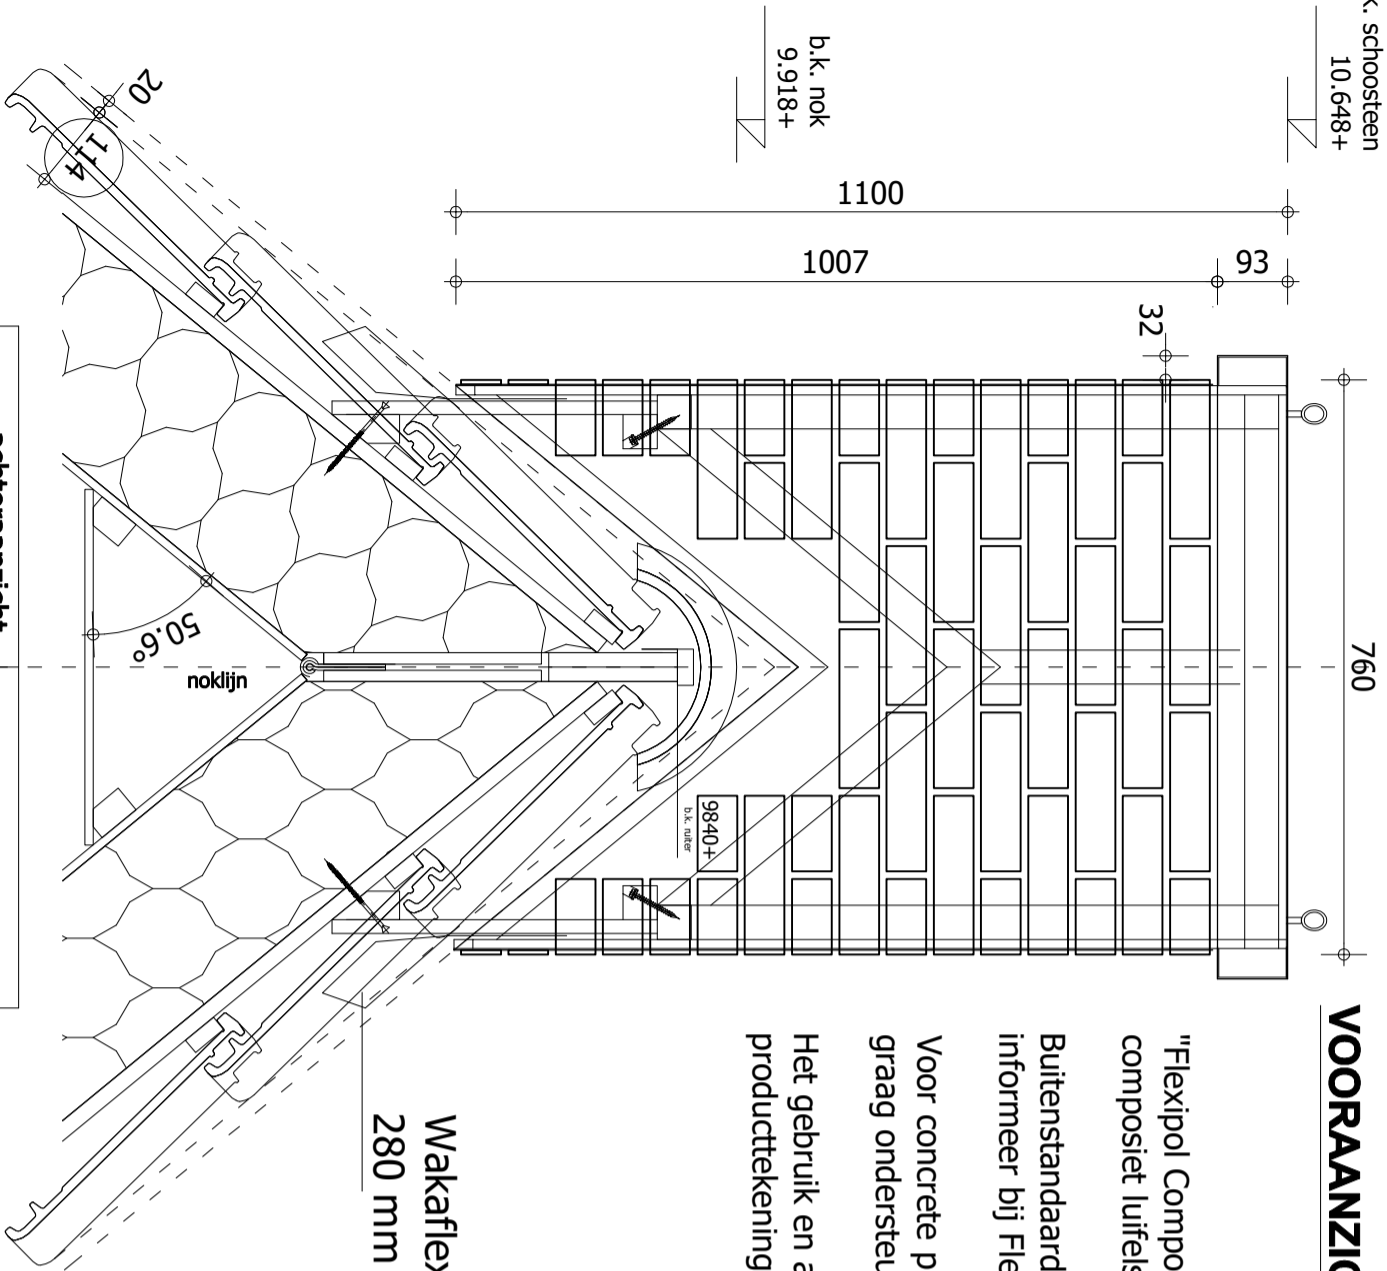 k. schoosteen
10.648+
b.k. nok
9.918+
1100
1007
93
32
760
20
114
50.6°
noklijn
9840+
b.k. ruiter
VOORAANZIC
"Flexipol Compo
composiet luifels
Buitenstandaard
informeer bij Fle
Voor concrete p
graag ondersteu
Het gebruik en a
producttekening
Wakaflex
280 mm